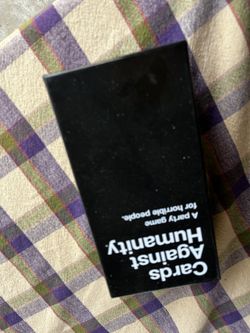 Cards
Against
Humanity
A party game
for horrible people.